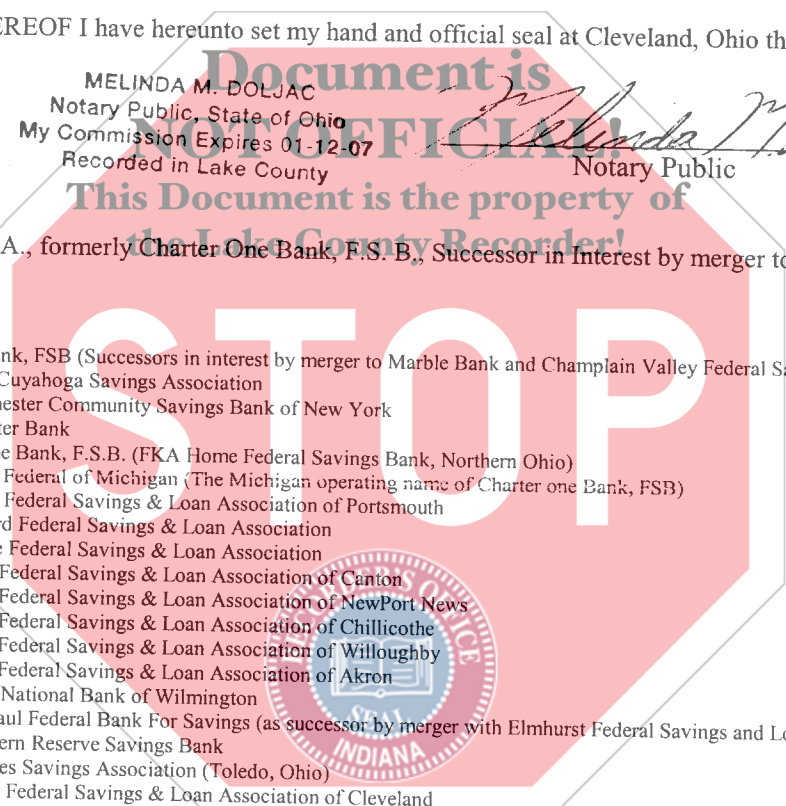 EREOF I have hereunto set my hand and official seal at Cleveland, Ohio th
Document is
MELINDA M. DOLJAC
Notary Public, State of Ohio
My Commission Expires 01-12-07
Recorded in Lake County
NOT OFFICIAL!
Melinda M.
Notary Public
This Document is the property of
the Lake County Recorder!
A., formerly Charter One Bank, F.S. B., Successor in Interest by merger to
STOP
nk, FSB (Successors in interest by merger to Marble Bank and Champlain Valley Federal Sa
Cuyahoga Savings Association
hester Community Savings Bank of New York
ter Bank
e Bank, F.S.B. (FKA Home Federal Savings Bank, Northern Ohio)
Federal of Michigan (The Michigan operating name of Charter one Bank, FSB)
Federal Savings & Loan Association of Portsmouth
rd Federal Savings & Loan Association
e Federal Savings & Loan Association
Federal Savings & Loan Association of Canton
Federal Savings & Loan Association of NewPort News
Federal Savings & Loan Association of Chillicothe
Federal Savings & Loan Association of Willoughby
Federal Savings & Loan Association of Akron
National Bank of Wilmington
aul Federal Bank For Savings (as successor by merger with Elmhurst Federal Savings and Lo
ern Reserve Savings Bank
es Savings Association (Toledo, Ohio)
Federal Savings & Loan Association of Cleveland
RECORDER'S OFFICE
SEAL
INDIANA